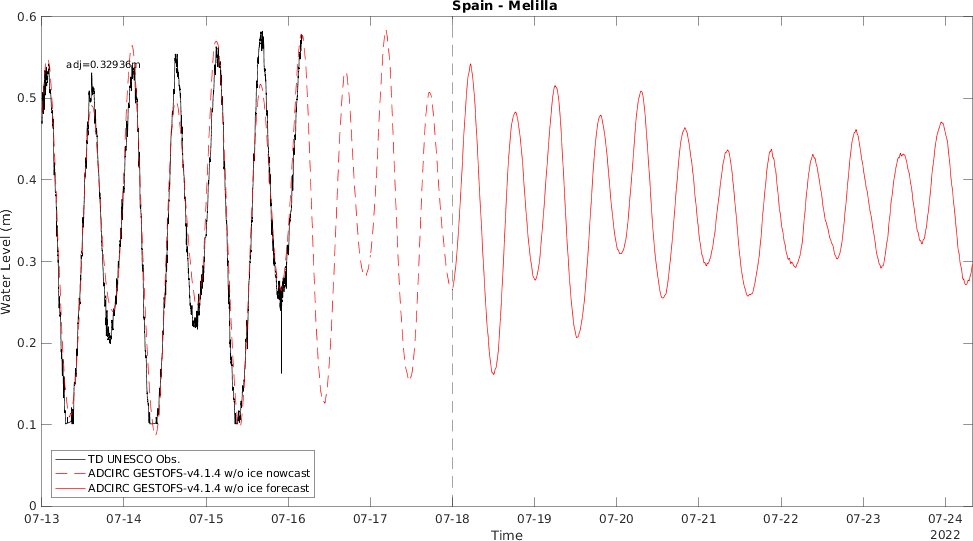 Spain - Melilla
0.6
adj=0.32936m
0.5
0.4
0.3
0.2
0.1
0
Water Level (m)
TD UNESCO Obs.
ADCIRC GESTOFS-v4.1.4 w/o ice nowcast
ADCIRC GESTOFS-v4.1.4 w/o ice forecast
07-13 07-14 07-15 07-16 07-17 07-18 07-19 07-20 07-21 07-22 07-23 07-24
Time
2022